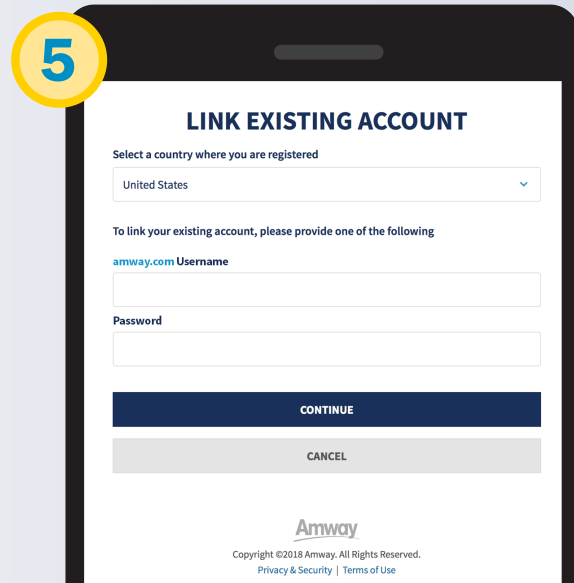 5
LINK EXISTING ACCOUNT
Select a country where you are registered
United States
To link your existing account, please provide one of the following
amway.com Username
Password
CONTINUE
CANCEL
Amway
Copyright ©2018 Amway. All Rights Reserved.
Privacy & Security | Terms of Use